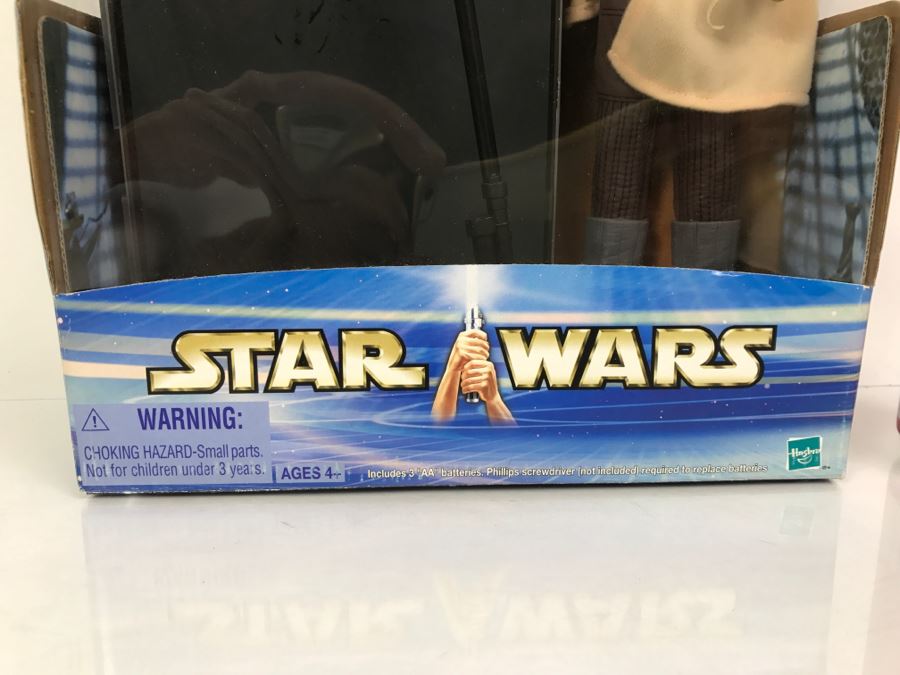 STAR WARS
WARNING:
CHOKING HAZARD-Small parts.
Not for children under 3 years.
AGES 4+
Includes 3 "AA" batteries. Phillips screwdriver (not included) required to replace batteries
Hasbro